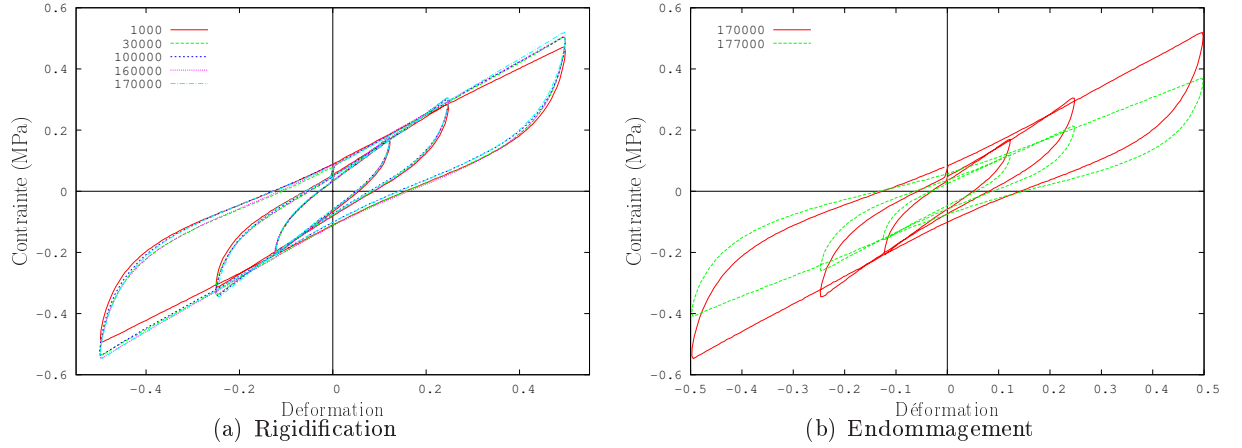 0.6
0.4
0.2
0
−0.2
−0.4
−0.6
Contrainte (MPa)
1000
30000
100000
160000
170000
−0.4 −0.2 0 0.2 0.4
Deformation
(a) Rigidification
0.6
0.4
0.2
0
−0.2
−0.4
−0.6
Contrainte (MPa)
170000
177000
−0.5 −0.4 −0.3 −0.2 −0.1 0 0.1 0.2 0.3 0.4 0.5
Déformation
(b) Endommagement